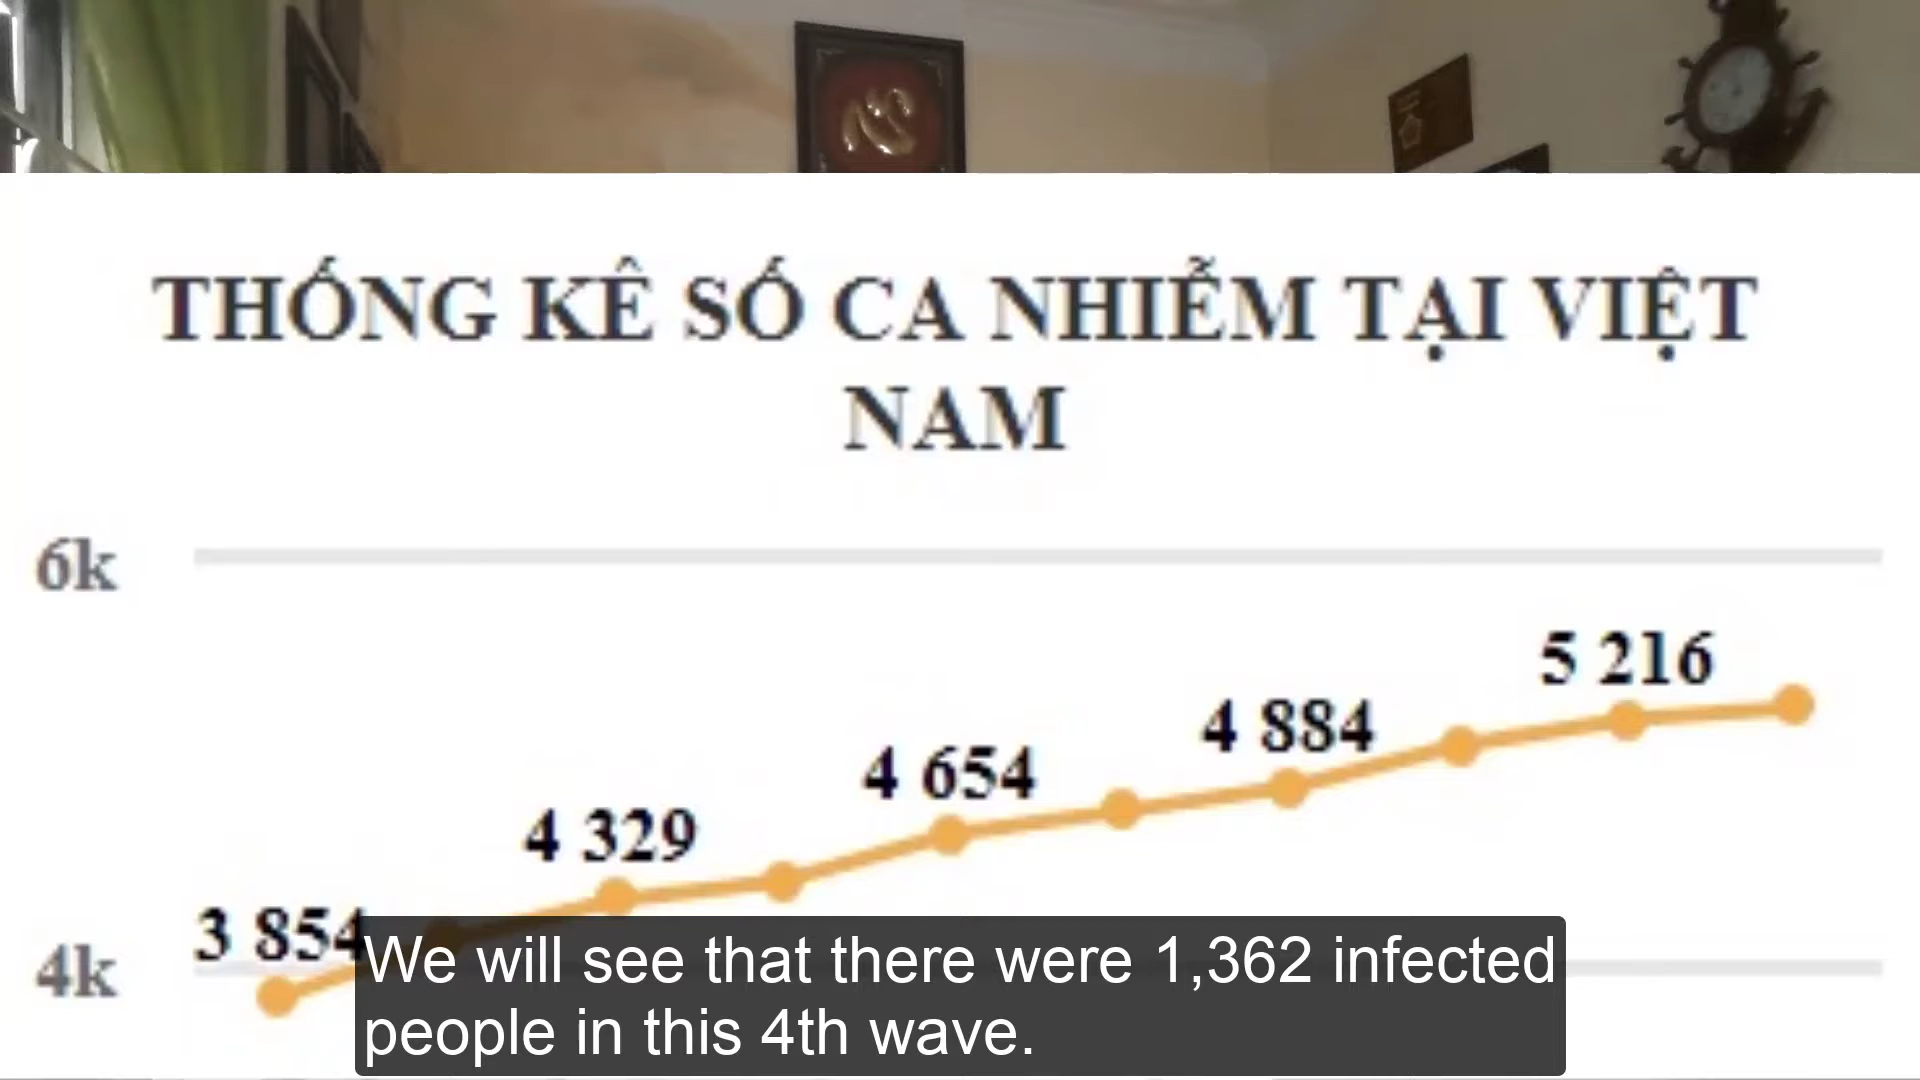 THỐNG KÊ SỐ CA NHIỄM TẠI VIỆT
NAM
6k
5 216
4 884
4 654
4 329
3 854
4k
We will see that there were 1,362 infected
people in this 4th wave.